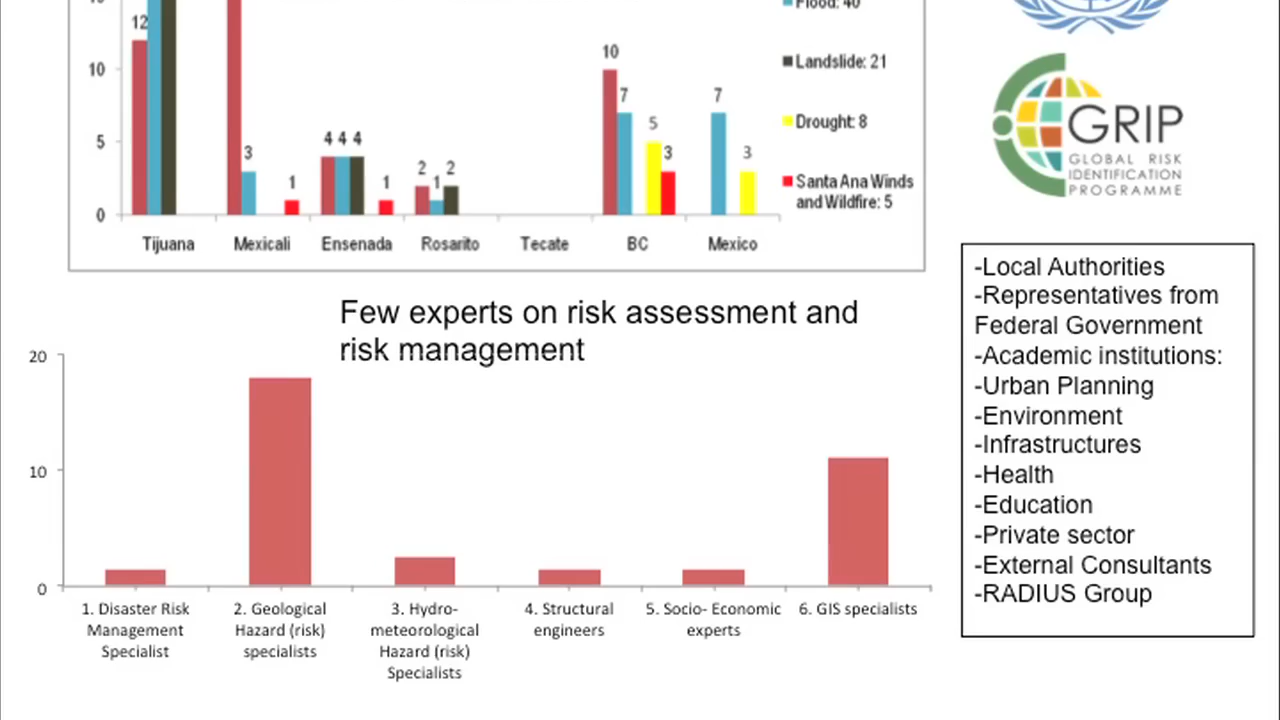 Flood: 40
12
10
Landslide: 21
10
7
7
Drought: 8
5
4 4 4
5
3
3
3
2 1 2
1
1
Santa Ana Winds
and Wildfire: 5
0
Tijuana Mexicali Ensenada Rosarito Tecate BC Mexico
GRIP
GLOBAL RISK
IDENTIFICATION
PROGRAMME
-Local Authorities
-Representatives from
Federal Government
-Academic institutions:
-Urban Planning
-Environment
-Infrastructures
-Health
-Education
-Private sector
-External Consultants
-RADIUS Group
Few experts on risk assessment and
risk management
20
10
0
1. Disaster Risk
Management
Specialist
2. Geological
Hazard (risk)
specialists
3. Hydro-
meteorological
Hazard (risk)
Specialists
4. Structural
engineers
5. Socio- Economic
experts
6. GIS specialists